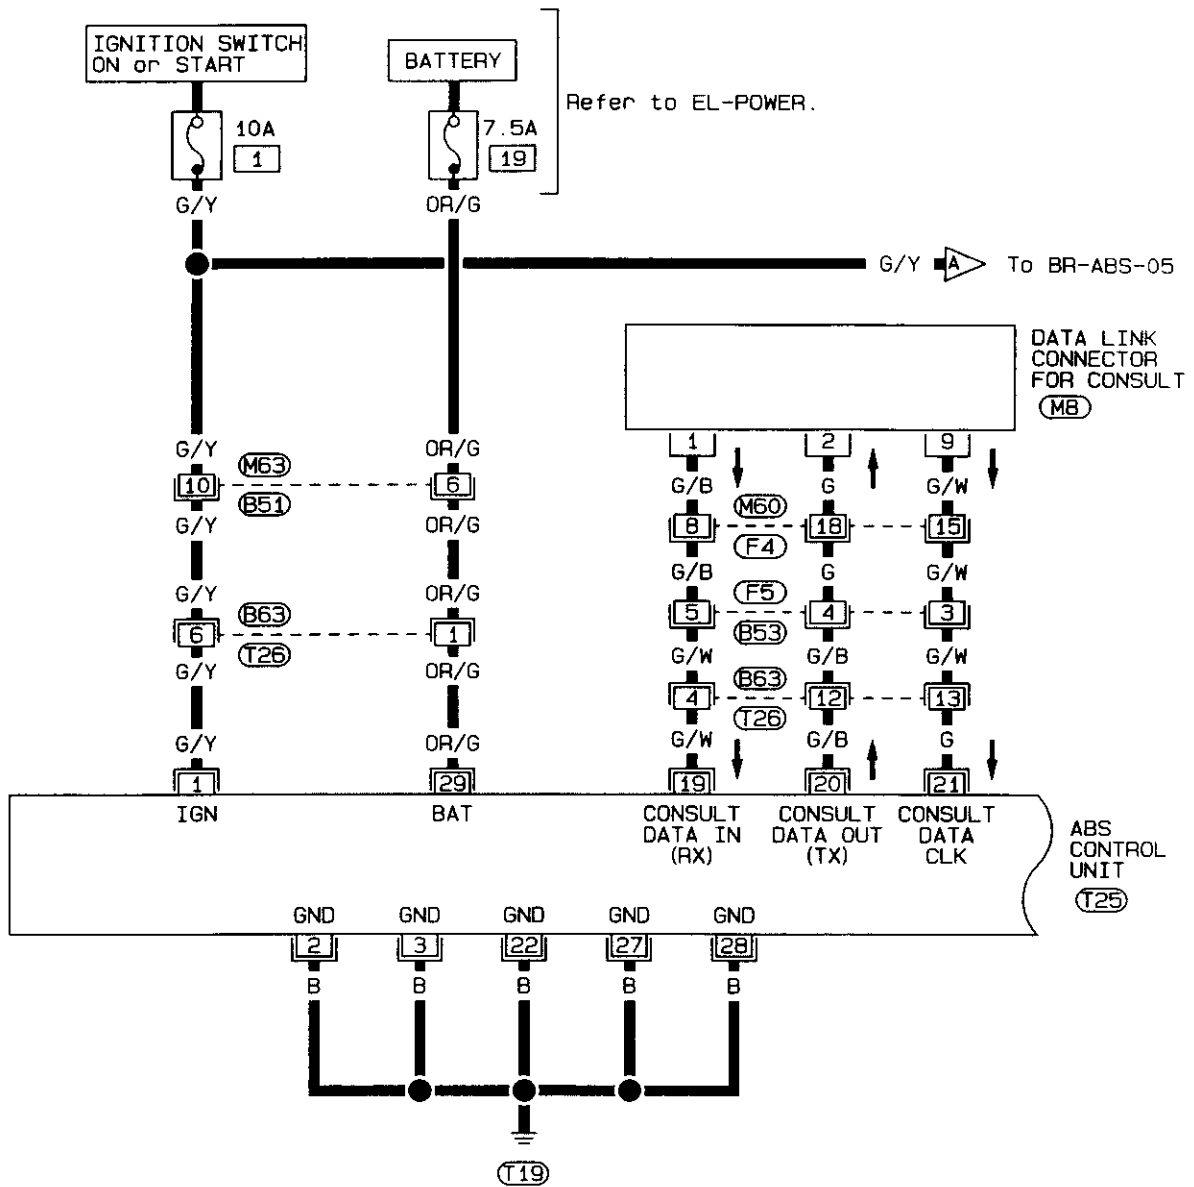 IGNITION SWITCH
ON or START
BATTERY
Refer to EL-POWER.
10A
1
7.5A
19
G/Y
OR/G
G/Y
A
To BR-ABS-05
DATA LINK
CONNECTOR
FOR CONSULT
M8
1
2
9
G/Y
OR/G
M63
10
6
B51
G/B
G
G/W
M60
8
18
15
F4
G/Y
OR/G
G/B
G
G/W
G/Y
OR/G
F5
5
4
3
B53
B63
6
1
T26
G/W
G/B
G/W
G/Y
OR/G
B63
4
12
13
T26
G/Y
OR/G
G/W
G/B
G
1
29
19
20
21
IGN
BAT
CONSULT
DATA IN
(RX)
CONSULT
DATA OUT
(TX)
CONSULT
DATA
CLK
ABS
CONTROL
UNIT
T25
GND
GND
GND
GND
GND
2
3
22
27
28
B
B
B
B
B
T19